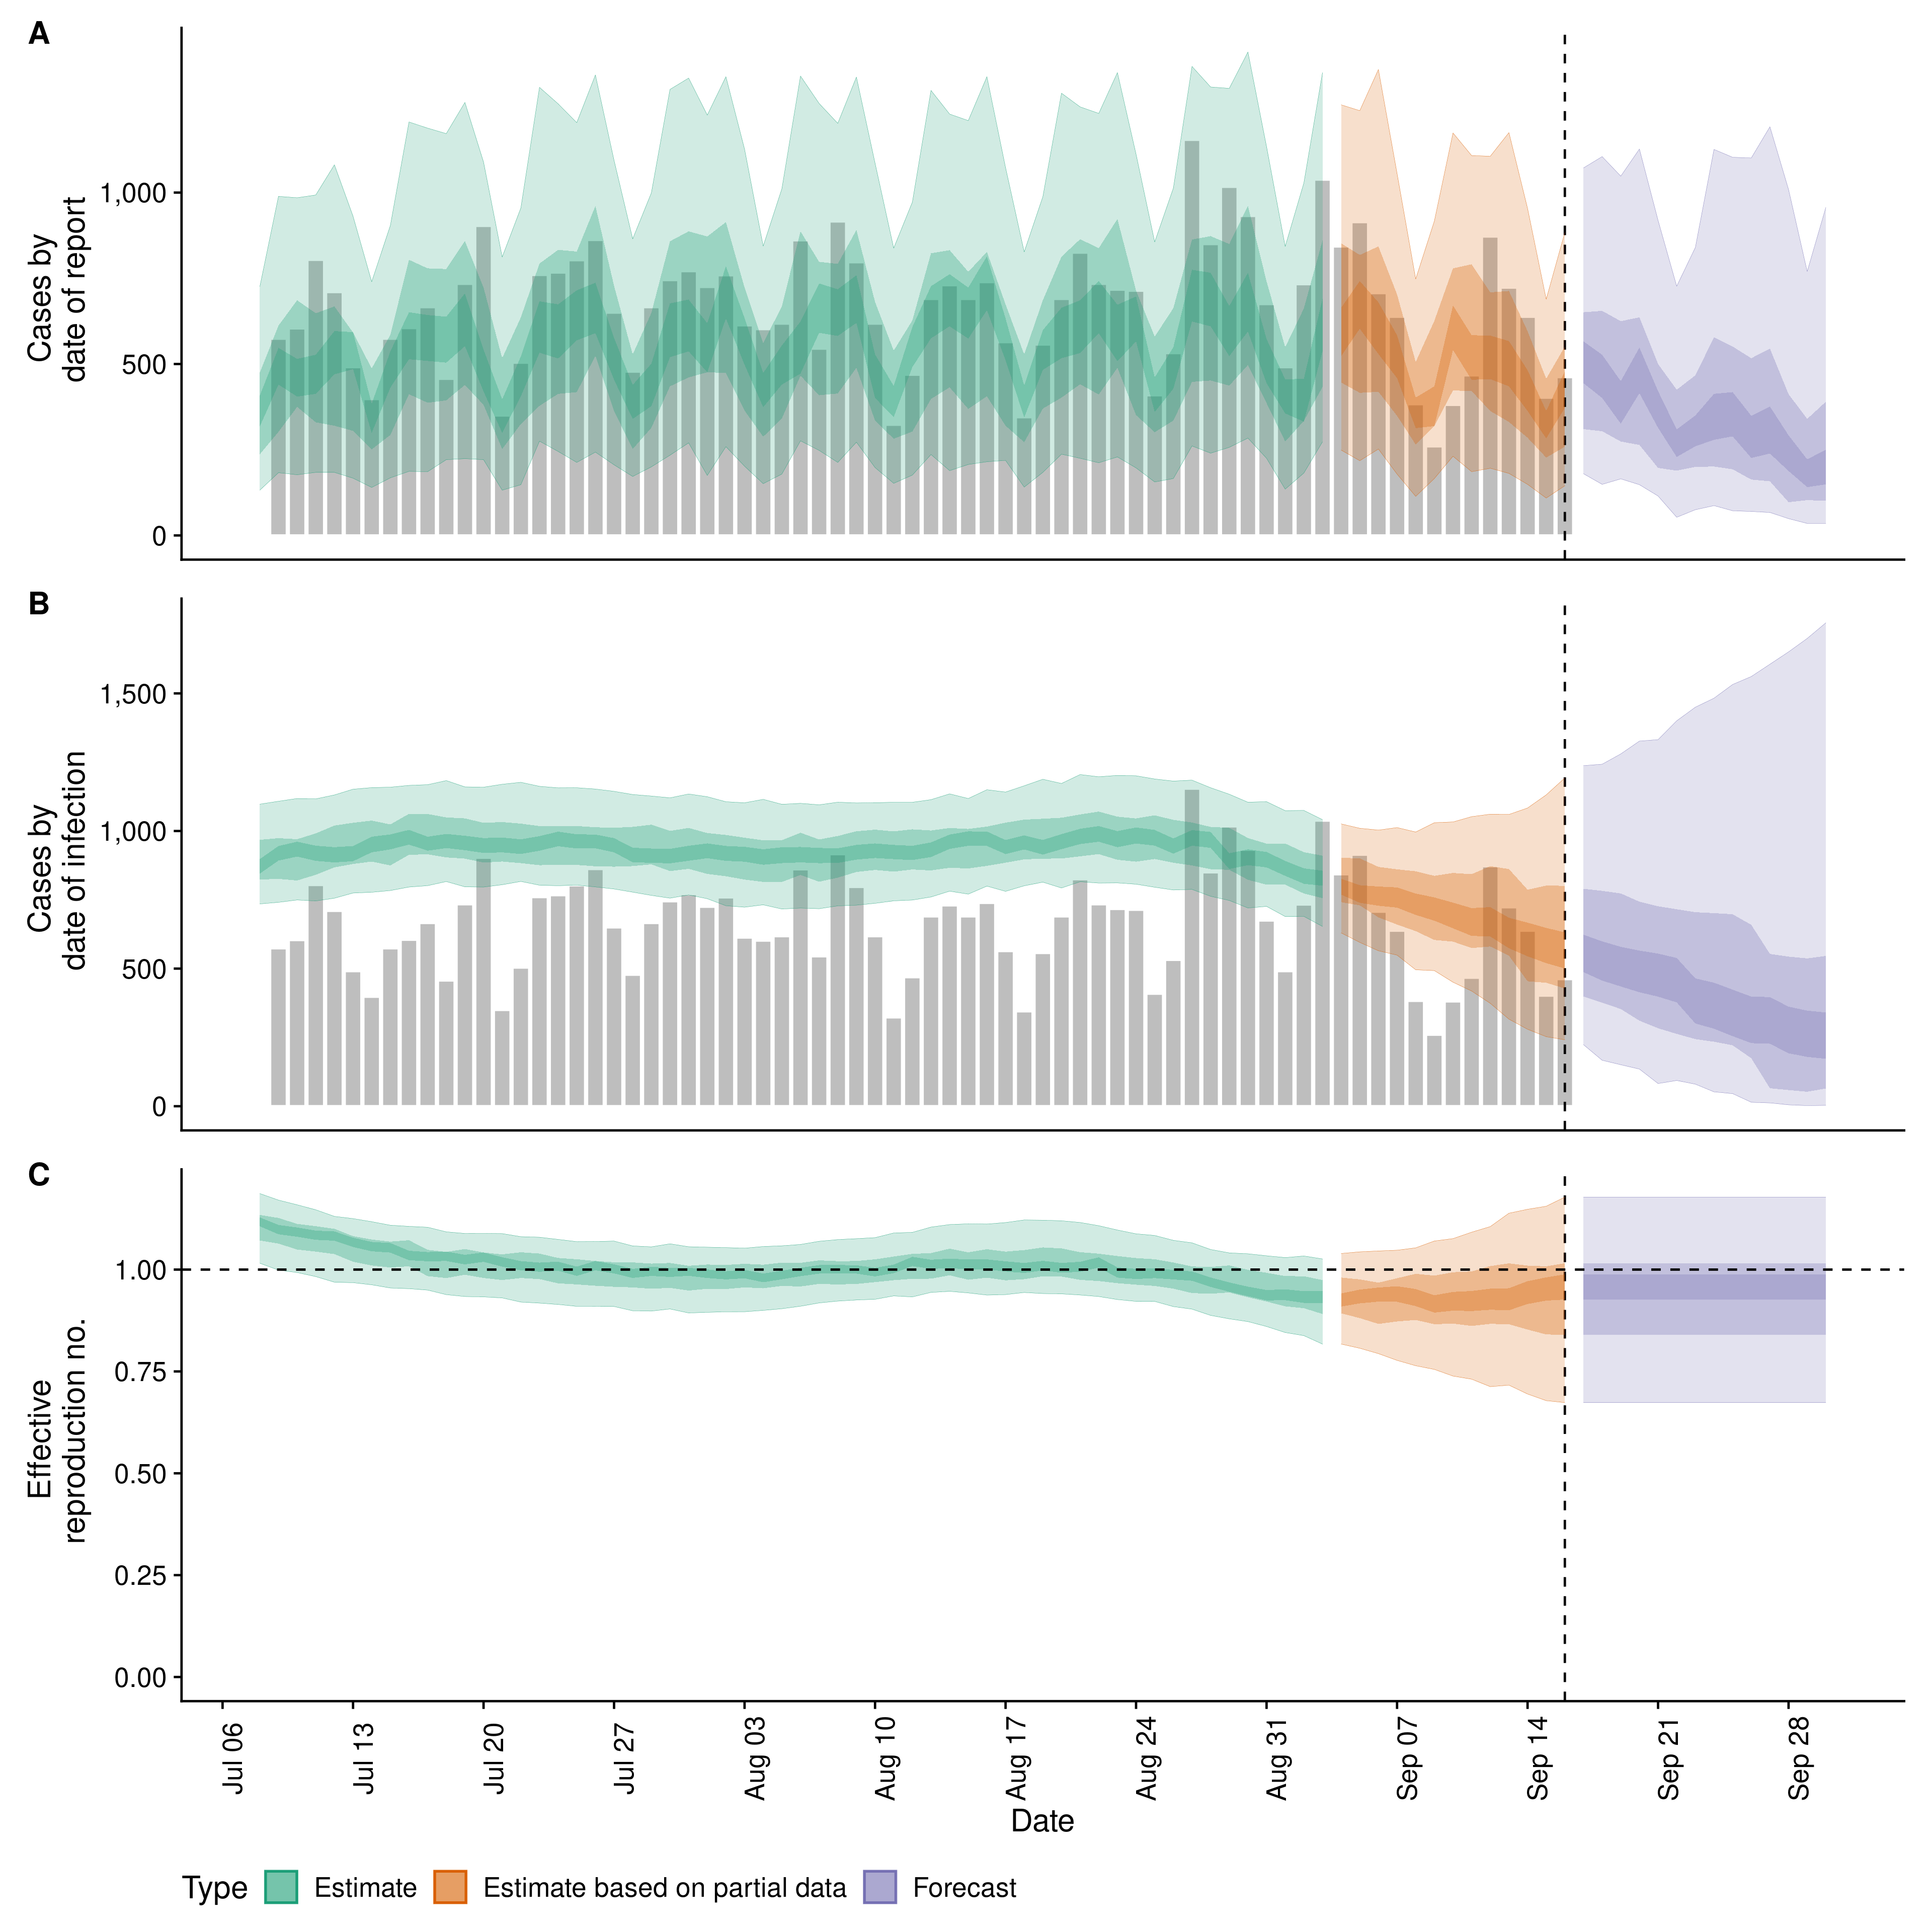 A
Cases by
date of report
1,000
500
0
B
Cases by
date of infection
1,500
1,000
500
0
C
Effective
reproduction no.
1.00
0.75
0.50
0.25
0.00
Jul 06
Jul 13
Jul 20
Jul 27
Aug 03
Aug 10
Aug 17
Aug 24
Aug 31
Sep 07
Sep 14
Sep 21
Sep 28
Date
Type Estimate Estimate based on partial data Forecast